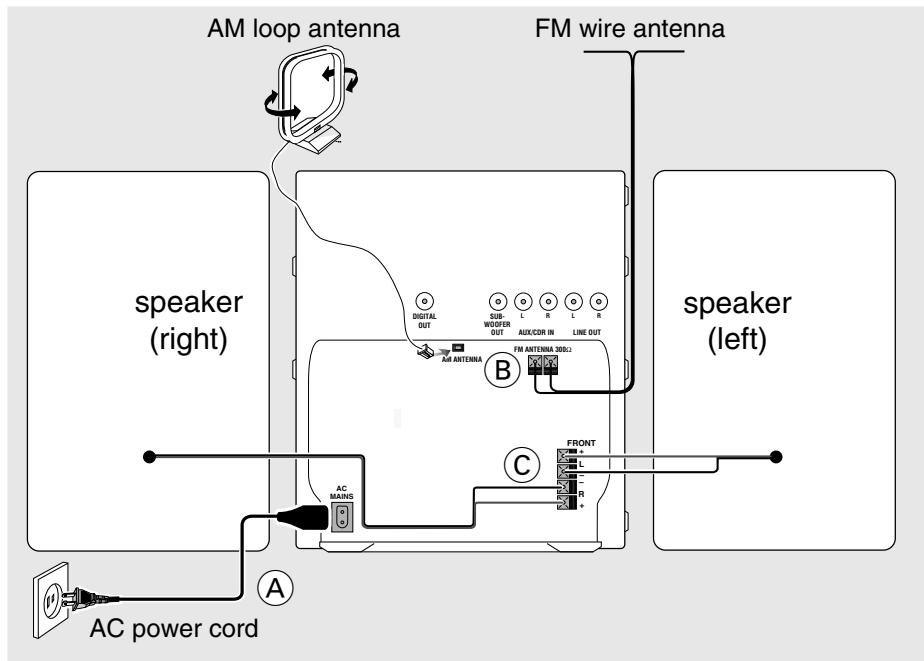 AM loop antenna
FM wire antenna
speaker
(right)
speaker
(left)
DIGITAL
OUT
SUB-
WOOFER
OUT
L
R
AUX/CDR IN
L
R
LINE OUT
AM ANTENNA
FM ANTENNA 300Ω
B
C
FRONT
+
L
–
–
R
+
AC
MAINS
A
AC power cord